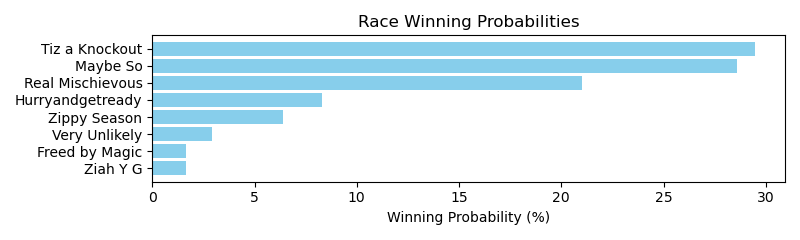 Race Winning Probabilities
Tiz a Knockout
Maybe So
Real Mischievous
Hurryandgetready
Zippy Season
Very Unlikely
Freed by Magic
Ziah Y G
0 5 10 15 20 25 30
Winning Probability (%)